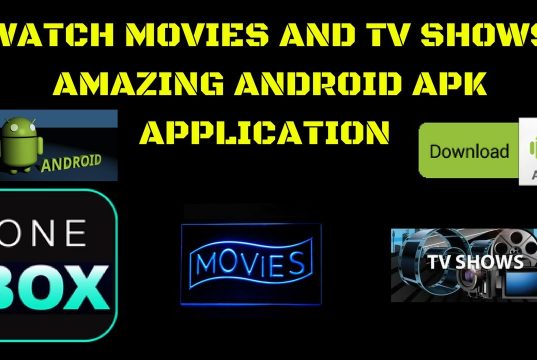 WATCH MOVIES AND TV SHOWS
AMAZING ANDROID APK
APPLICATION
ANDROID
Download
ONE
BOX
MOVIES
TV SHOWS